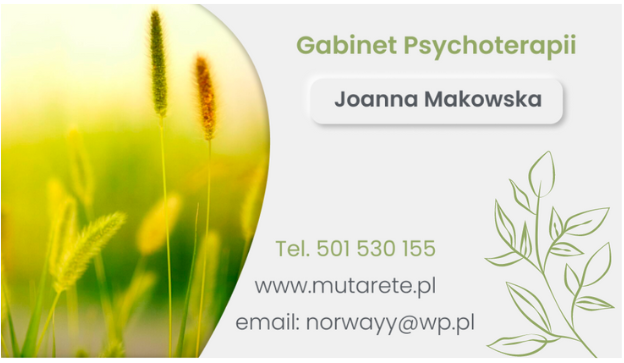 Gabinet Psychoterapii
Joanna Makowska
Tel. 501 530 155
www.mutarete.pl
email: norwayy@wp.pl